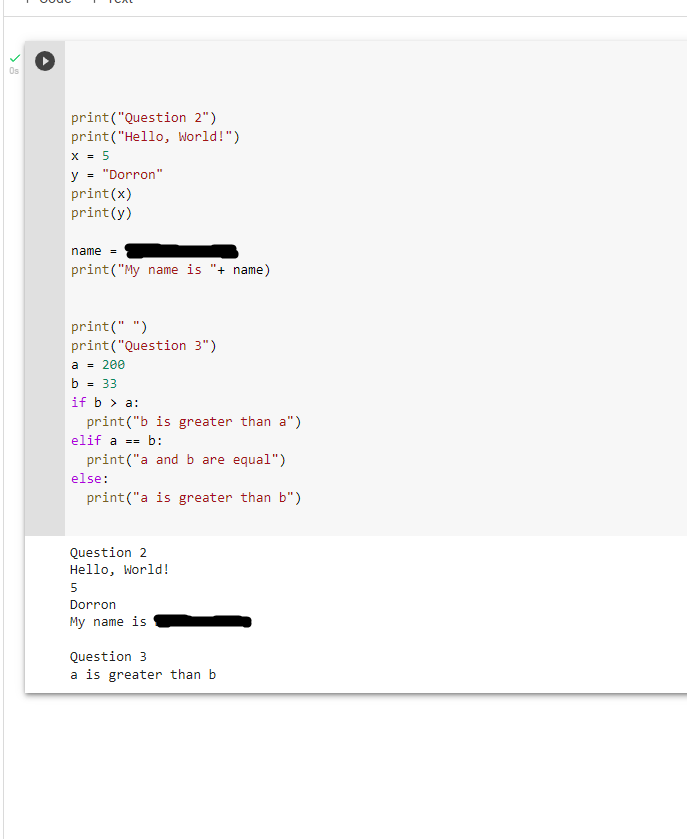 + Code + Text
0s
print("Question 2")
print("Hello, World!")
x = 5
y = "Dorron"
print(x)
print(y)
name =
print("My name is "+ name)
print(" ")
print("Question 3")
a = 200
b = 33
if b > a:
  print("b is greater than a")
elif a == b:
  print("a and b are equal")
else:
  print("a is greater than b")
Question 2
Hello, World!
5
Dorron
My name is
Question 3
a is greater than b